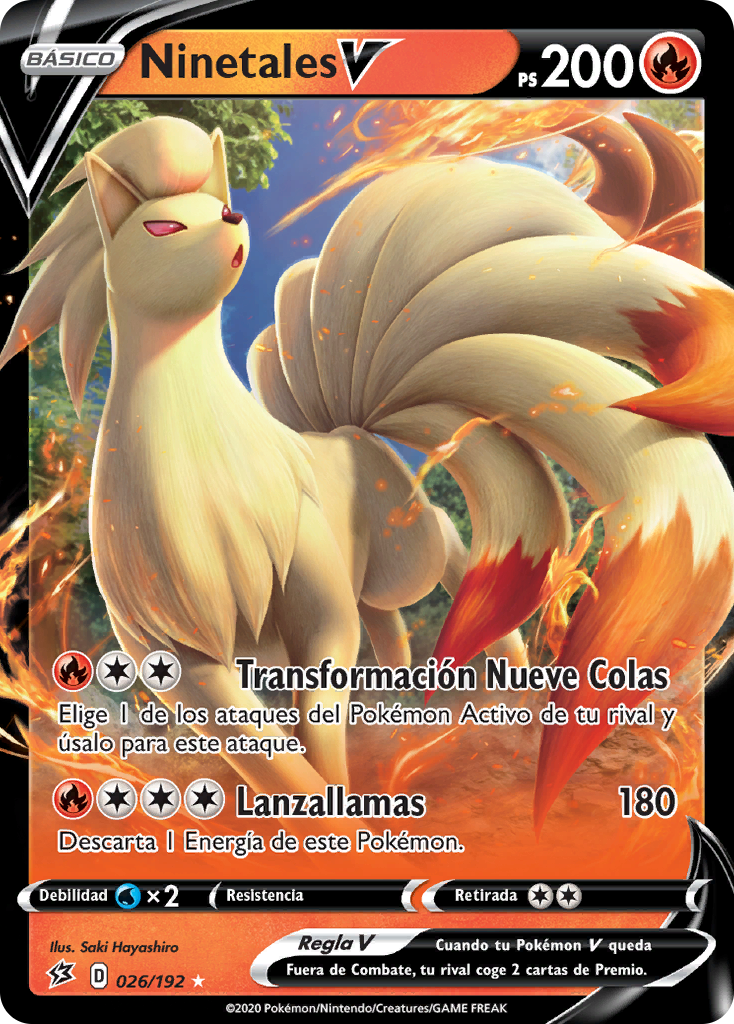 BÁSICO
Ninetales V
PS 200
Transformación Nueve Colas
Elige 1 de los ataques del Pokémon Activo de tu rival y
úsalo para este ataque.
Lanzallamas 180
Descarta 1 Energía de este Pokémon.
Debilidad ×2 Resistencia Retirada
Ilus. Saki Hayashiro
Regla V Cuando tu Pokémon V queda
Fuera de Combate, tu rival coge 2 cartas de Premio.
D 026/192 ★
©2020 Pokémon/Nintendo/Creatures/GAME FREAK